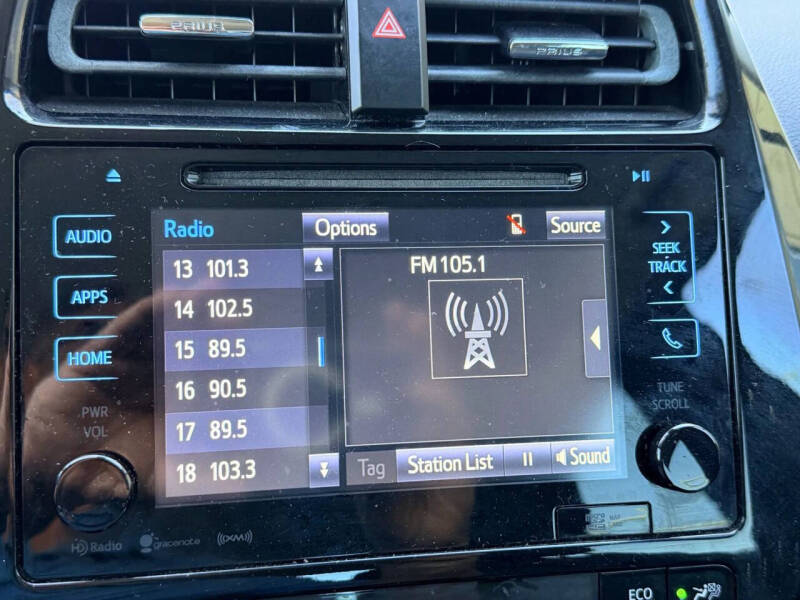 PRIUS
PRIUS
AUDIO
APPS
HOME
PWR
VOL
Radio
Options
Source
13 101.3
14 102.5
15 89.5
16 90.5
17 89.5
18 103.3
FM 105.1
Tag
Station List
Sound
SEEK
TRACK
TUNE
SCROLL
HD Radio
gracenote
((XM))
ECO